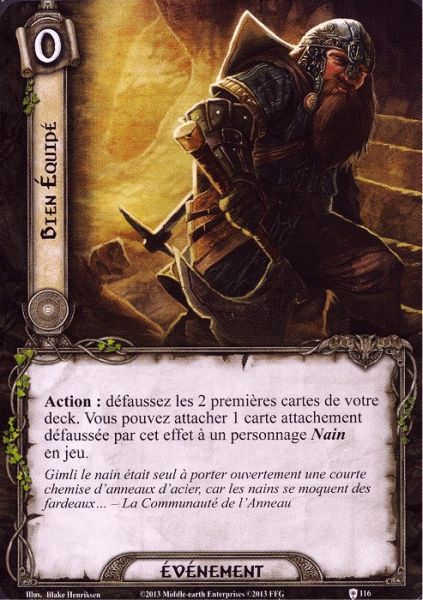 0
BIEN ÉQUIPÉ
Action : défaussez les 2 premières cartes de votre
deck. Vous pouvez attacher 1 carte attachement
défaussée par cet effet à un personnage Nain
en jeu.
Gimli le nain était seul à porter ouvertement une courte
chemise d'anneaux d'acier, car les nains se moquent des
fardeaux… – La Communauté de l'Anneau
ÉVÉNEMENT
Illus. Blake Henriksen ©2013 Middle-earth Enterprises ©2013 FFG 116